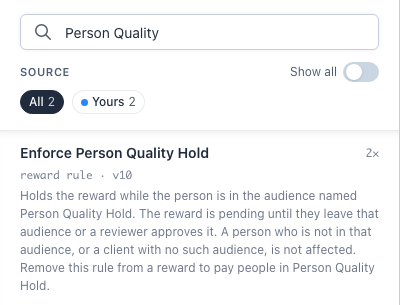 Person Quality
SOURCE
Show all
All 2
Yours 2
Enforce Person Quality Hold
2×
reward rule · v10
Holds the reward while the person is in the audience named
Person Quality Hold. The reward is pending until they leave that
audience or a reviewer approves it. A person who is not in that
audience, or a client with no such audience, is not affected.
Remove this rule from a reward to pay people in Person Quality
Hold.